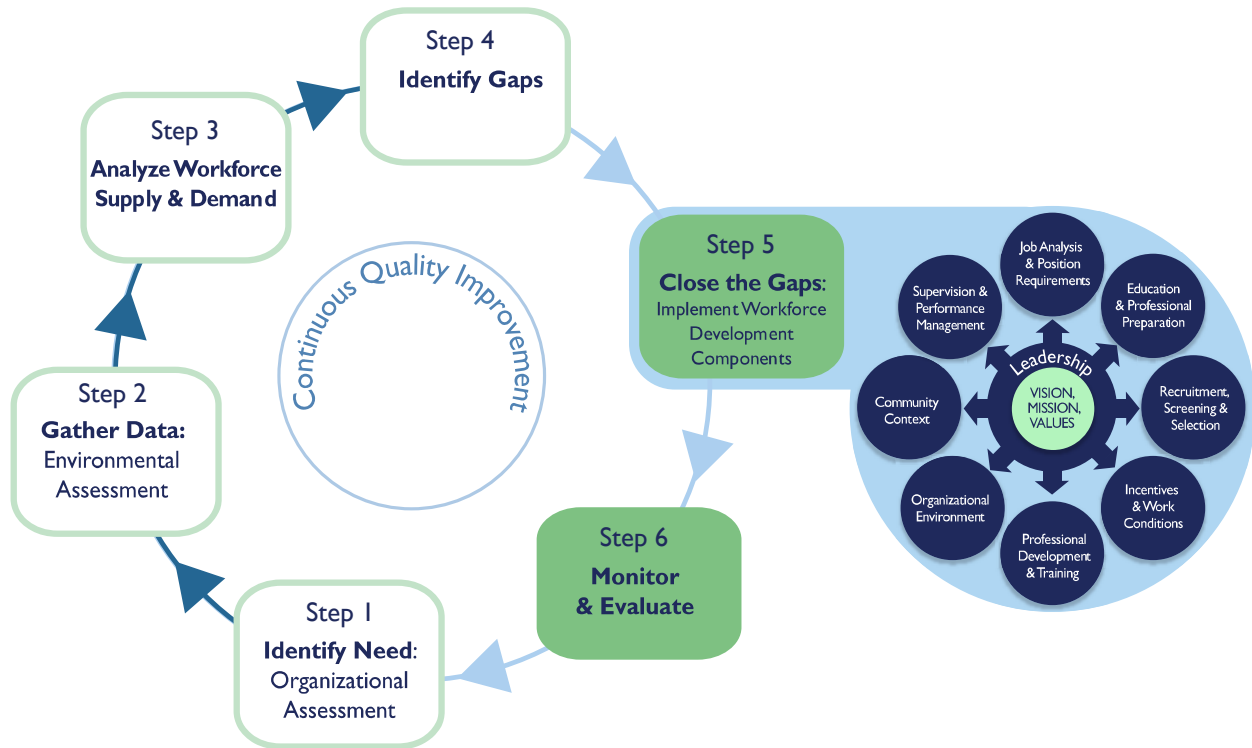 Step 1
Identify Need:
Organizational
Assessment
Step 2
Gather Data:
Environmental
Assessment
Step 3
Analyze Workforce
Supply & Demand
Step 4
Identify Gaps
Step 5
Close the Gaps:
Implement Workforce
Development
Components
Step 6
Monitor
& Evaluate
Continuous Quality Improvement
Leadership
VISION,
MISSION,
VALUES
Job Analysis
& Position
Requirements
Education
& Professional
Preparation
Recruitment,
Screening &
Selection
Incentives
& Work
Conditions
Professional
Development
& Training
Organizational
Environment
Community
Context
Supervision &
Performance
Management